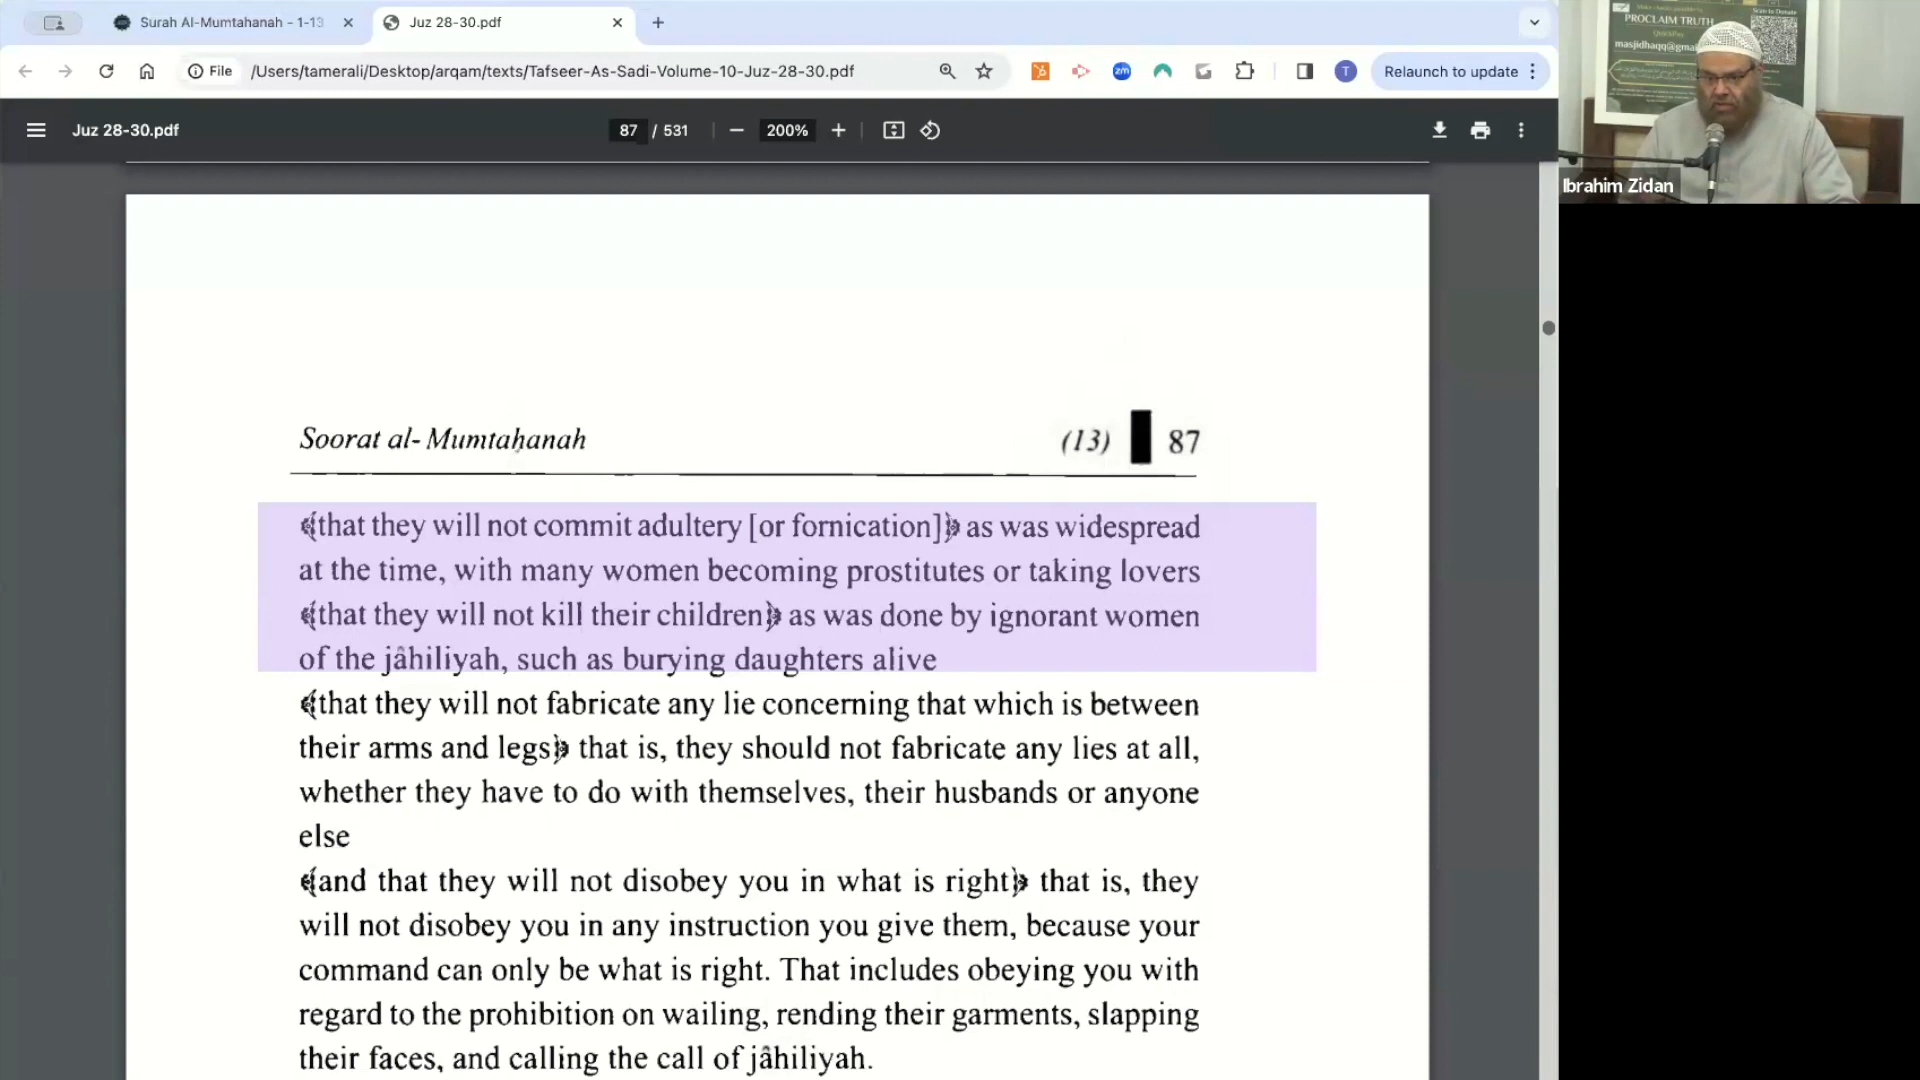 Surah Al-Mumtahanah - 1-13
Juz 28-30.pdf
File
/Users/tamerali/Desktop/arqam/texts/Tafseer-As-Sadi-Volume-10-Juz-28-30.pdf
zm
T
Relaunch to update
Juz 28-30.pdf
87 / 531
200%
PROCLAIM TRUTH
QuickPay
Scan to Donate
Ibrahim Zidan
Soorat al-Mumtaḥanah
(13)
87
﴾that they will not commit adultery [or fornication]﴿ as was widespread
at the time, with many women becoming prostitutes or taking lovers
﴾that they will not kill their children﴿ as was done by ignorant women
of the jâhiliyah, such as burying daughters alive
﴾that they will not fabricate any lie concerning that which is between
their arms and legs﴿ that is, they should not fabricate any lies at all,
whether they have to do with themselves, their husbands or anyone
else
﴾and that they will not disobey you in what is right﴿ that is, they
will not disobey you in any instruction you give them, because your
command can only be what is right. That includes obeying you with
regard to the prohibition on wailing, rending their garments, slapping
their faces, and calling the call of jâhiliyah.